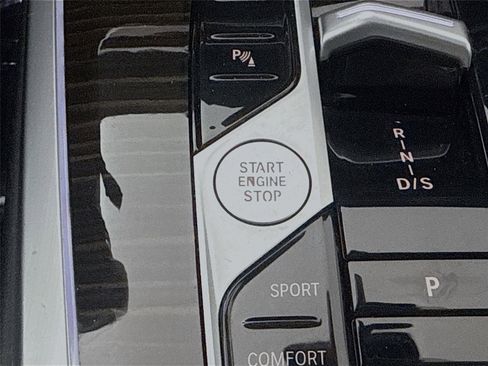 P
START
ENGINE
STOP
R
N
D/S
SPORT
P
COMFORT